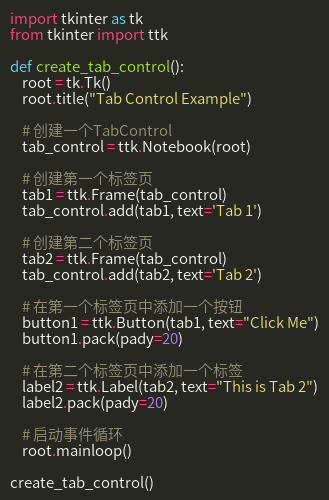 import tkinter as tk
from tkinter import ttk

def create_tab_control():
    root = tk.Tk()
    root.title("Tab Control Example")

    # 创建一个TabControl
    tab_control = ttk.Notebook(root)

    # 创建第一个标签页
    tab1 = ttk.Frame(tab_control)
    tab_control.add(tab1, text='Tab 1')

    # 创建第二个标签页
    tab2 = ttk.Frame(tab_control)
    tab_control.add(tab2, text='Tab 2')

    # 在第一个标签页中添加一个按钮
    button1 = ttk.Button(tab1, text="Click Me")
    button1.pack(pady=20)

    # 在第二个标签页中添加一个标签
    label2 = ttk.Label(tab2, text="This is Tab 2")
    label2.pack(pady=20)

    # 启动事件循环
    root.mainloop()

create_tab_control()